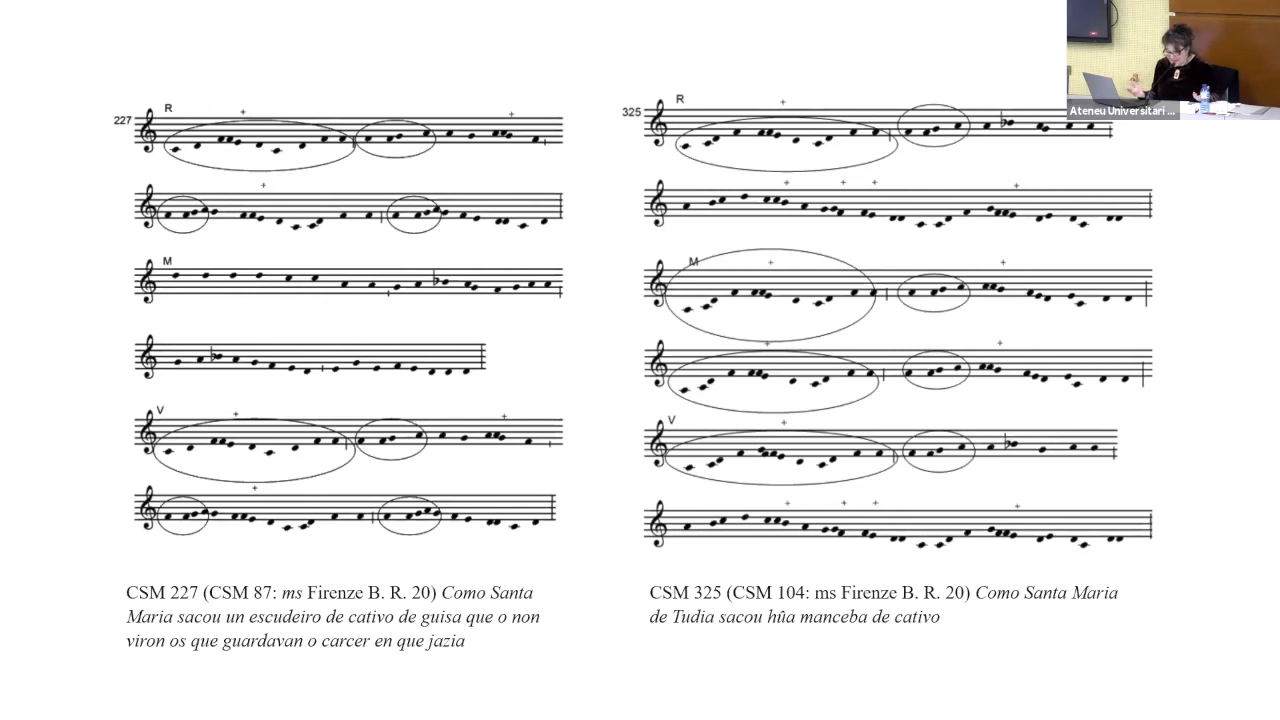 Ateneu Universitari ...
227
R
M
V
325
R
M
V
CSM 227 (CSM 87: ms Firenze B. R. 20) Como Santa
Maria sacou un escudeiro de cativo de guisa que o non
viron os que guardavan o carcer en que jazia
CSM 325 (CSM 104: ms Firenze B. R. 20) Como Santa Maria
de Tudia sacou hûa manceba de cativo